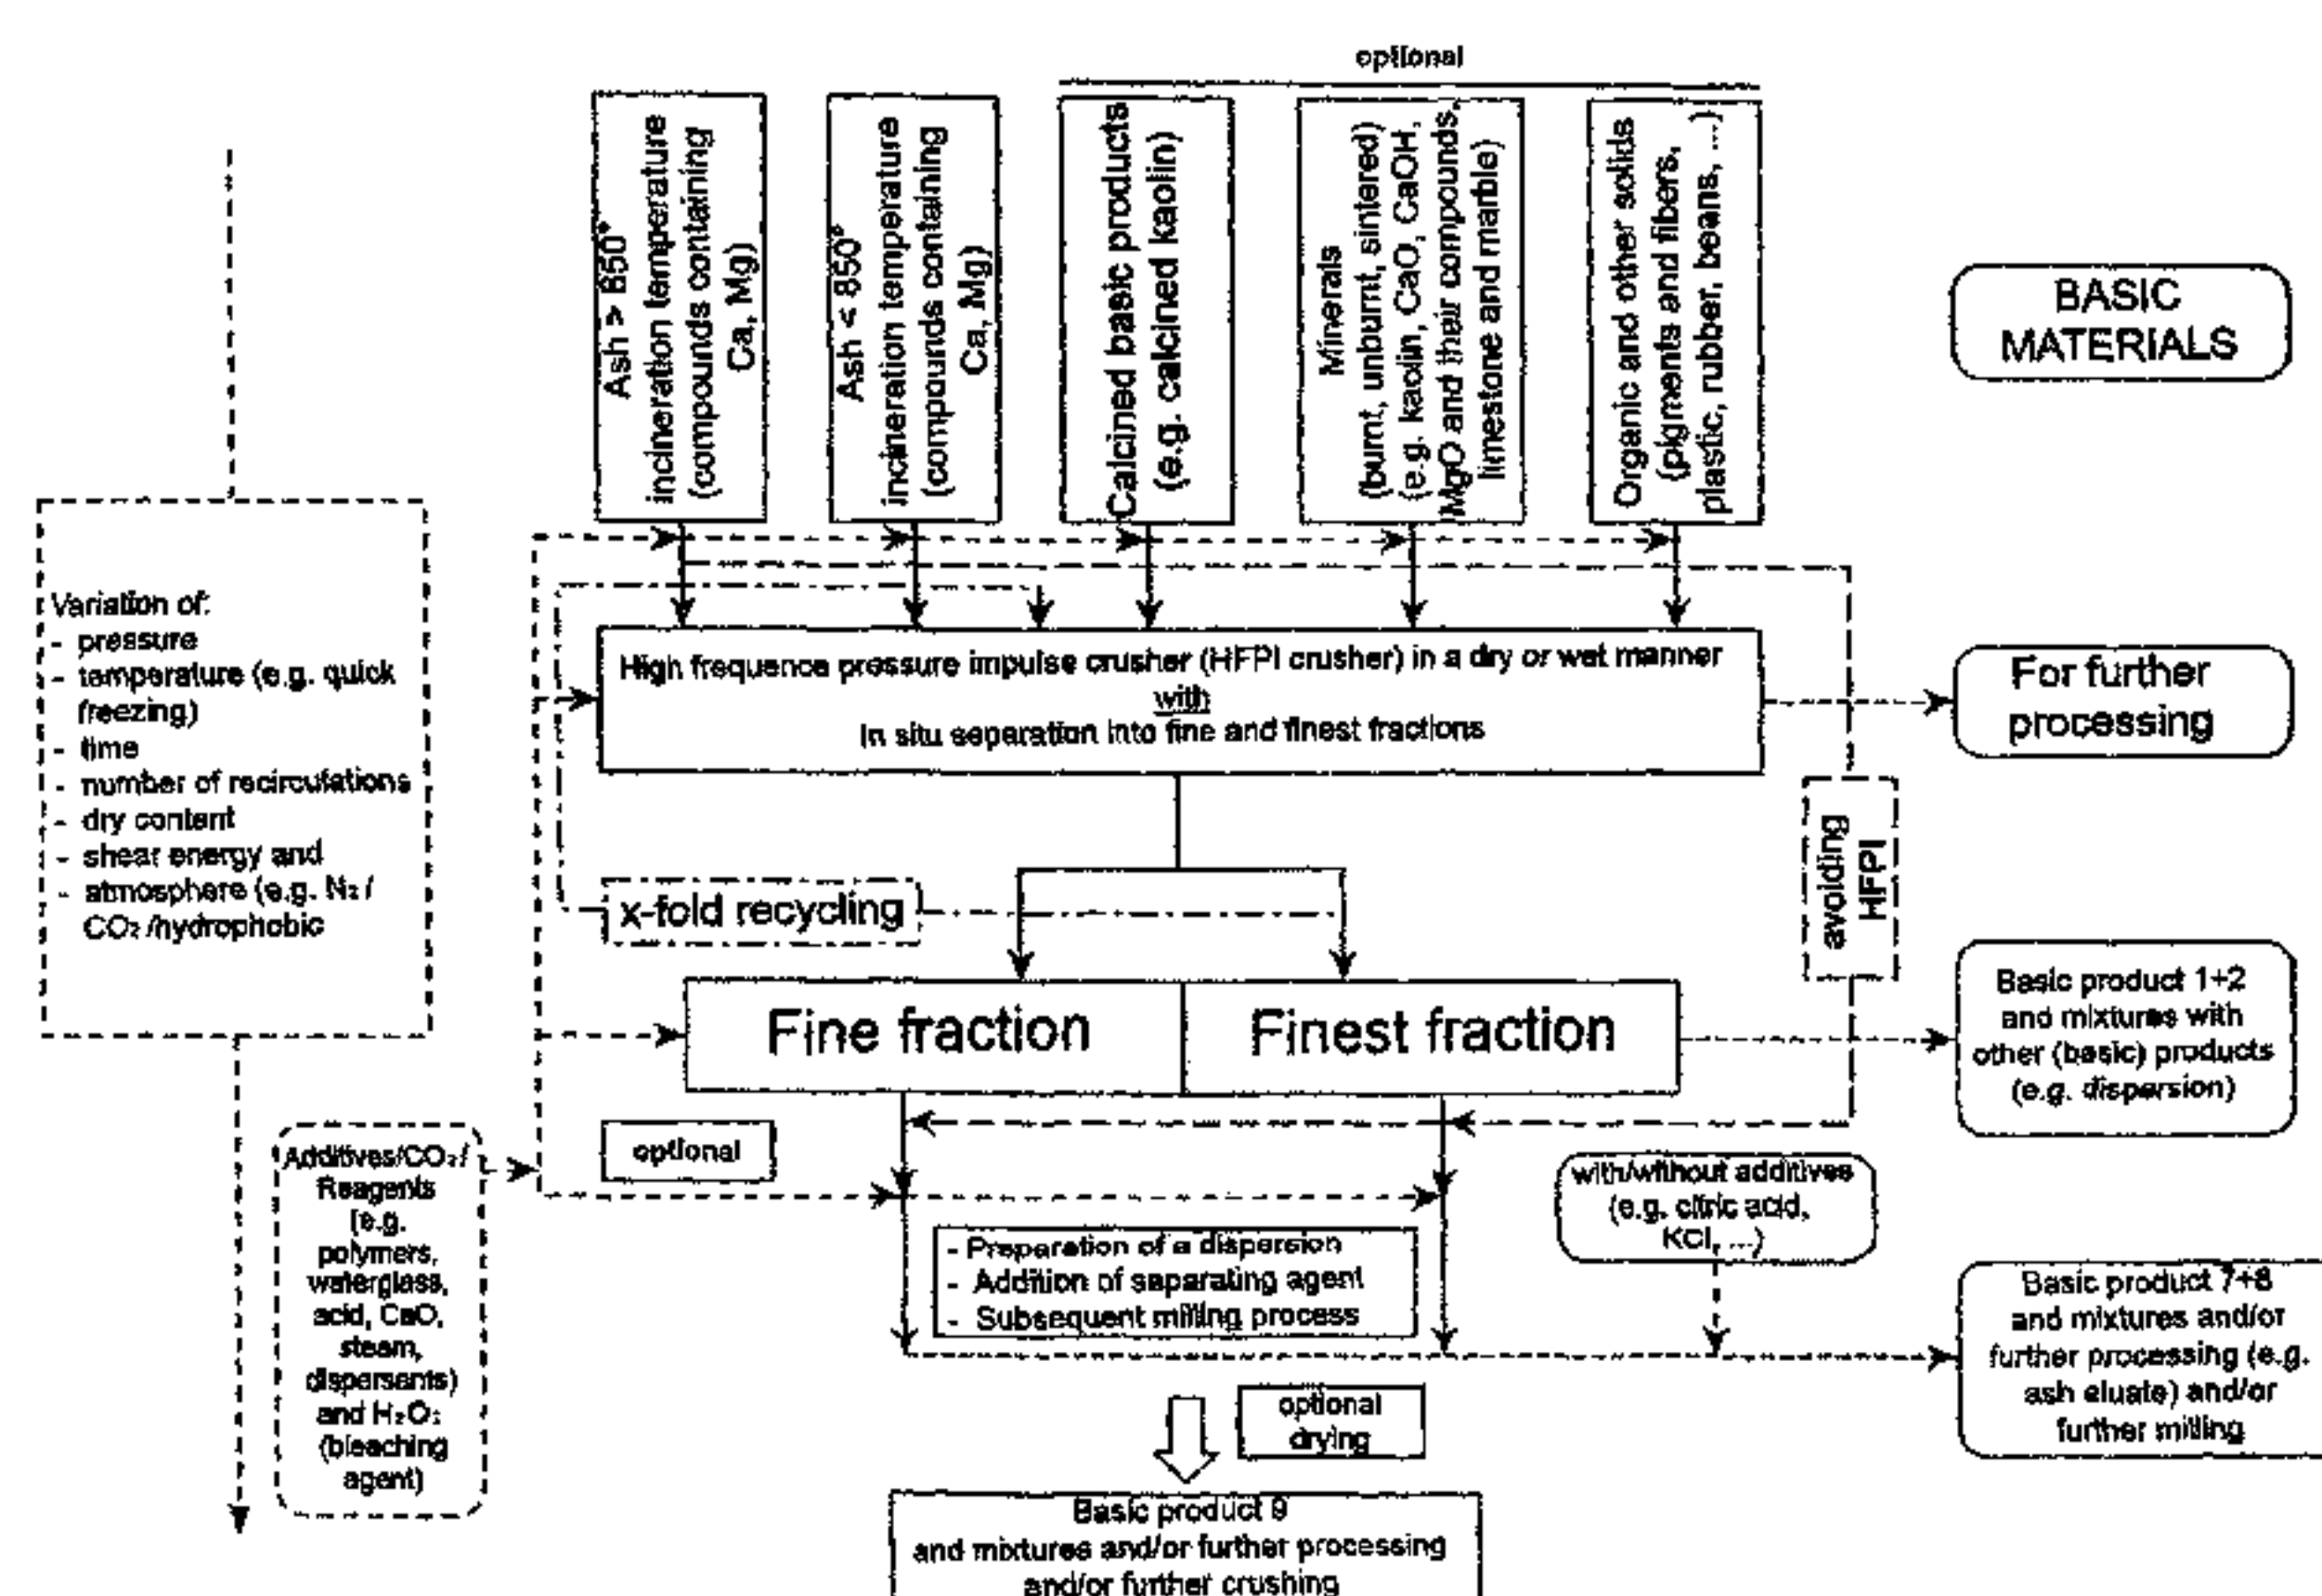 optional
Ash > 850°
incineration temperature
(compounds containing
Ca, Mg)
Ash < 850°
incineration temperature
(compounds containing
Ca, Mg)
Calcined basic products
(e.g. calcined kaolin)
Minerals
(burnt, unburnt, sintered)
(e.g. kaolin, CaO, CaOH,
MgO and their compounds,
limestone and marble)
Organic and other solids
(pigments and fibers,
plastic, rubber, beans, ...)
BASIC
MATERIALS
Variation of:
- pressure
- temperature (e.g. quick
freezing)
- time
- number of recirculations
- dry content
- shear energy and
- atmosphere (e.g. N₂ /
CO₂ /hydrophobic
High frequence pressure impulse crusher (HFPI crusher) in a dry or wet manner
with
In situ separation into fine and finest fractions
For further
processing
avoiding
HFPI
x-fold recycling
Fine fraction
Finest fraction
Basic product 1+2
and mixtures with
other (basic) products
(e.g. dispersion)
Additives/CO₂/
Reagents
(e.g.
polymers,
waterglass,
acid, CaO,
steam,
dispersants)
and H₂O₂
(bleaching
agent)
optional
with/without additives
(e.g. citric acid,
KCl, ...)
- Preparation of a dispersion
- Addition of separating agent
- Subsequent milling process
Basic product 7+8
and mixtures and/or
further processing (e.g.
ash eluate) and/or
further milling
optional
drying
Basic product 9
and mixtures and/or further processing
and/or further crushing